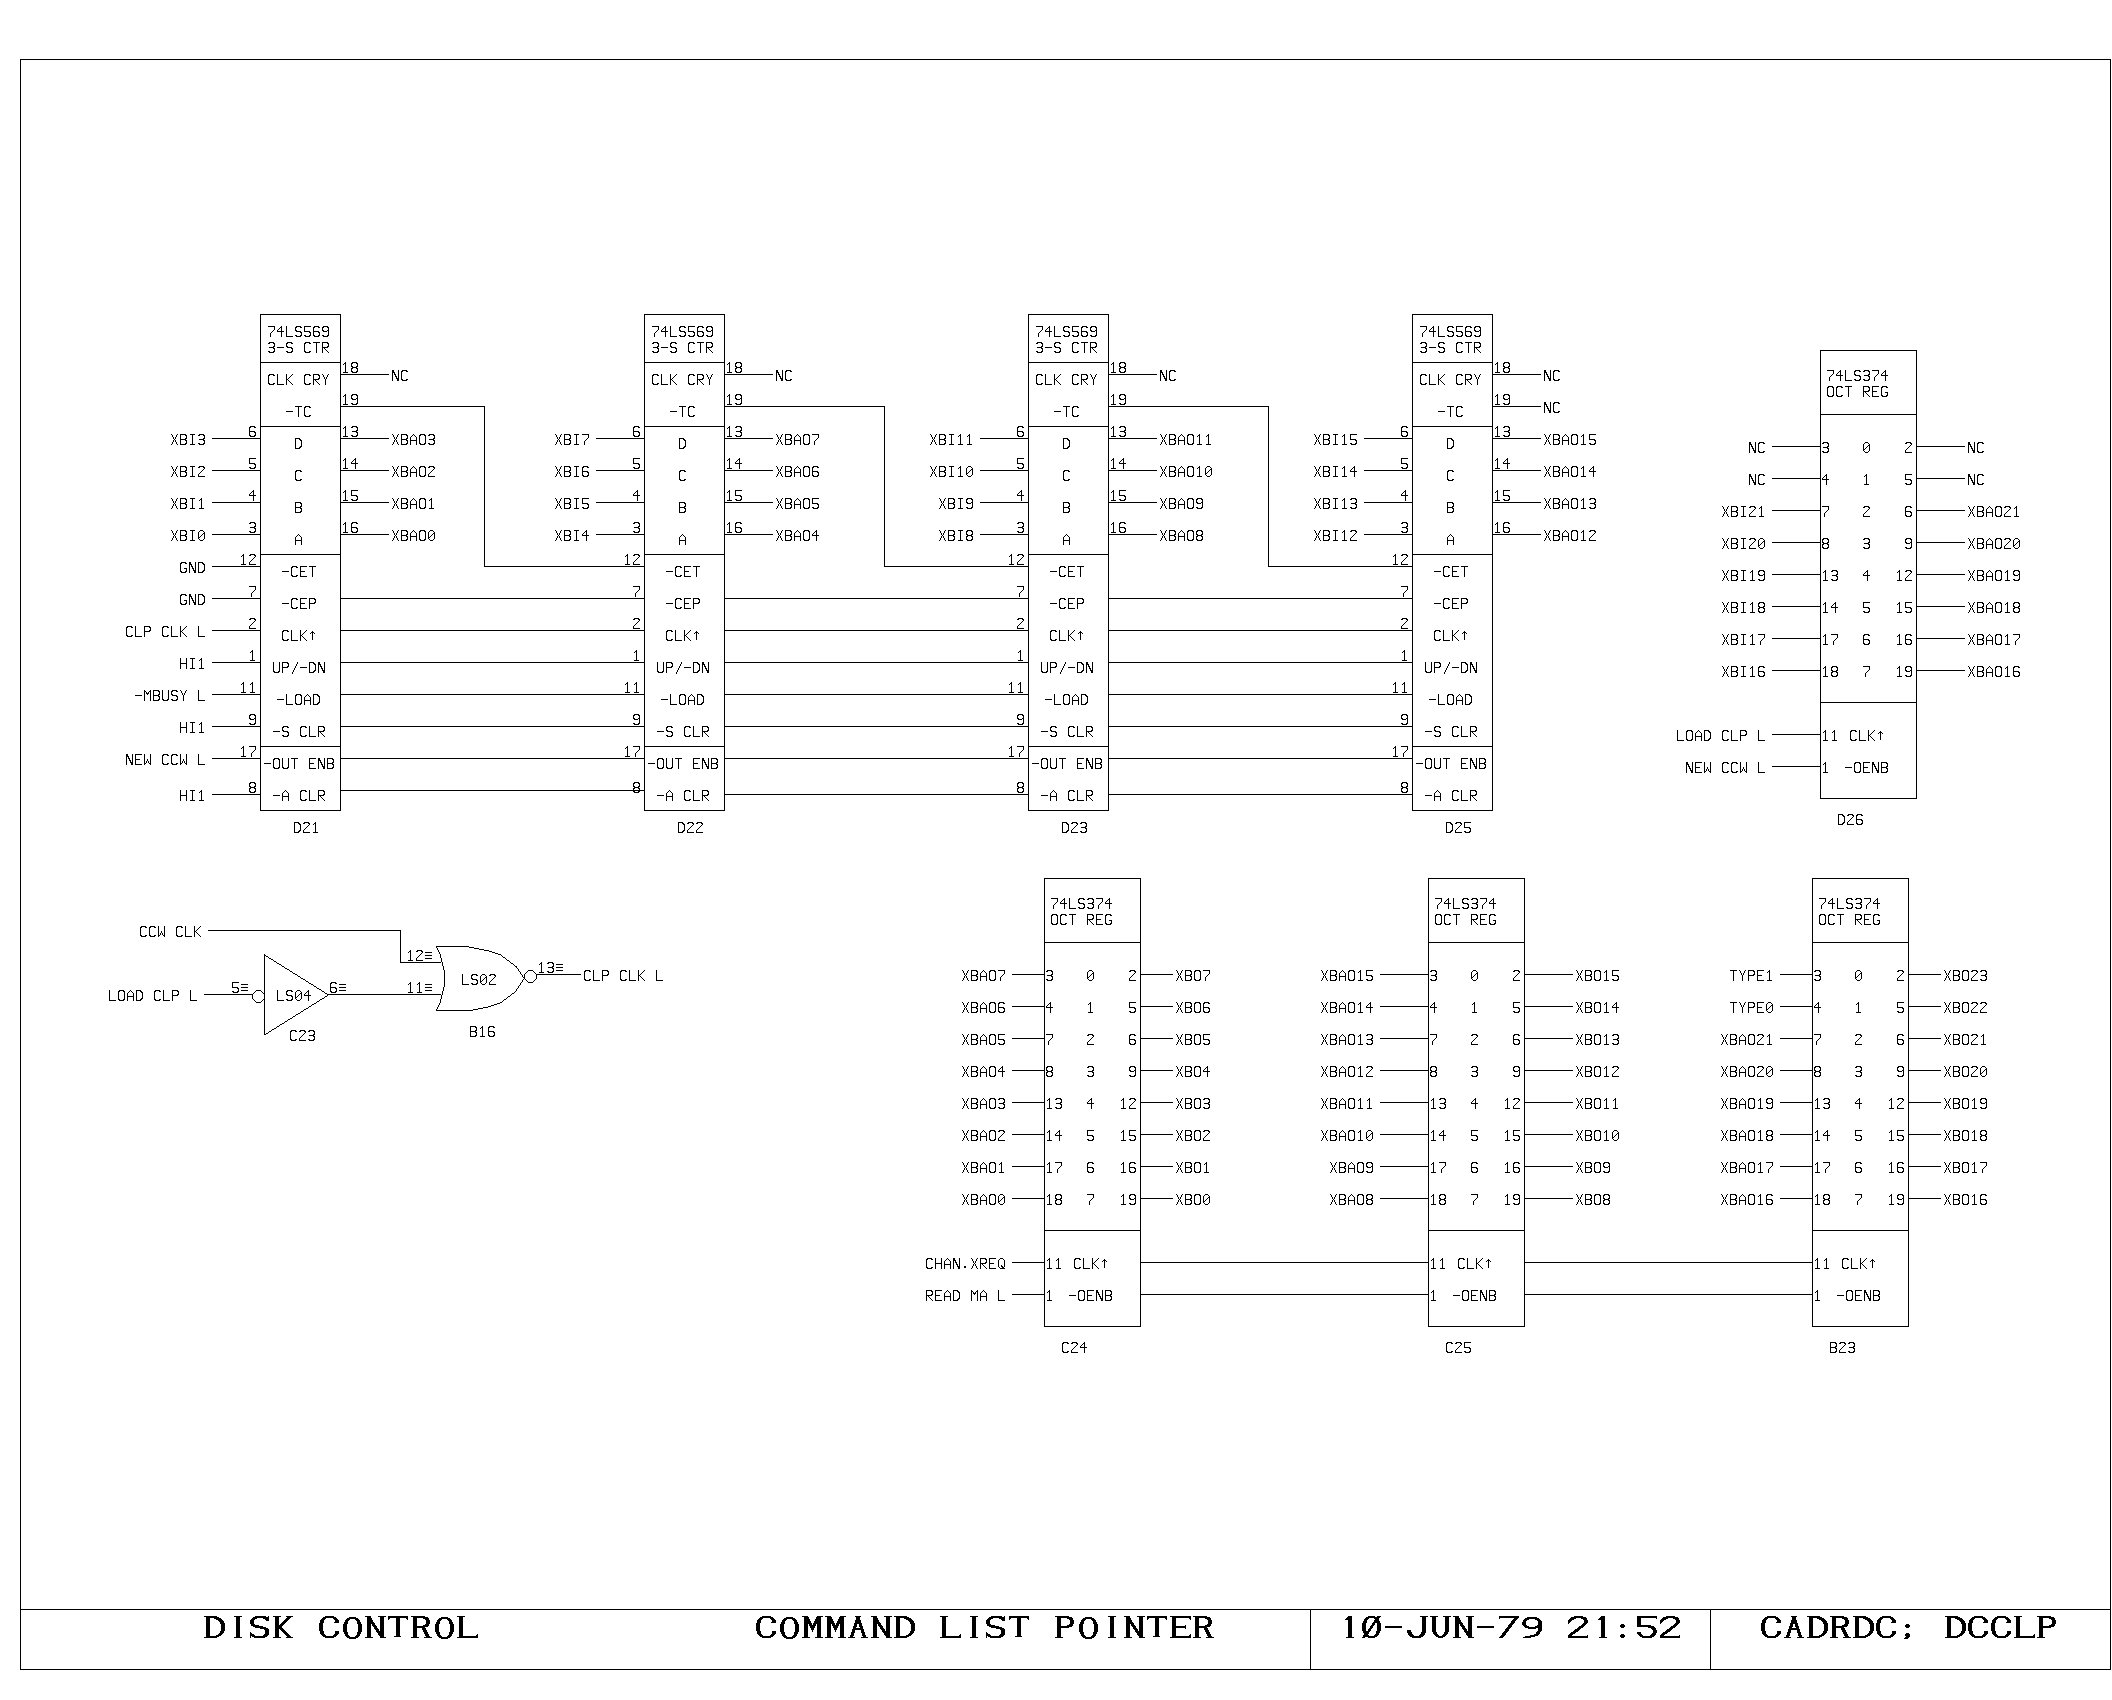 74LS569
3-S CTR
CLK CRY 18 NC
-TC 19
XBI3 6 D 13 XBAO3
XBI2 5 C 14 XBAO2
XBI1 4 B 15 XBAO1
XBI0 3 A 16 XBAO0
GND 12 -CET
GND 7 -CEP
CLP CLK L 2 CLK↑
HI1 1 UP/-DN
-MBUSY L 11 -LOAD
HI1 9 -S CLR
NEW CCW L 17 -OUT ENB
HI1 8 -A CLR
D21
74LS569
3-S CTR
CLK CRY 18 NC
-TC 19
XBI7 6 D 13 XBAO7
XBI6 5 C 14 XBAO6
XBI5 4 B 15 XBAO5
XBI4 3 A 16 XBAO4
12 -CET
7 -CEP
2 CLK↑
1 UP/-DN
11 -LOAD
9 -S CLR
17 -OUT ENB
8 -A CLR
D22
74LS569
3-S CTR
CLK CRY 18 NC
-TC 19
XBI11 6 D 13 XBAO11
XBI10 5 C 14 XBAO10
XBI9 4 B 15 XBAO9
XBI8 3 A 16 XBAO8
12 -CET
7 -CEP
2 CLK↑
1 UP/-DN
11 -LOAD
9 -S CLR
17 -OUT ENB
8 -A CLR
D23
74LS569
3-S CTR
CLK CRY 18 NC
-TC 19 NC
XBI15 6 D 13 XBAO15
XBI14 5 C 14 XBAO14
XBI13 4 B 15 XBAO13
XBI12 3 A 16 XBAO12
12 -CET
7 -CEP
2 CLK↑
1 UP/-DN
11 -LOAD
9 -S CLR
17 -OUT ENB
8 -A CLR
D25
74LS374
OCT REG
NC 3 0 2 NC
NC 4 1 5 NC
XBI21 7 2 6 XBAO21
XBI20 8 3 9 XBAO20
XBI19 13 4 12 XBAO19
XBI18 14 5 15 XBAO18
XBI17 17 6 16 XBAO17
XBI16 18 7 19 XBAO16
LOAD CLP L 11 CLK↑
NEW CCW L 1 -OENB
D26
CCW CLK 12≡
LOAD CLP L 5≡ LS04 6≡ 11≡ LS02 13≡ CLP CLK L
C23 B16
74LS374
OCT REG
XBAO7 3 0 2 XBO7
XBAO6 4 1 5 XBO6
XBAO5 7 2 6 XBO5
XBAO4 8 3 9 XBO4
XBAO3 13 4 12 XBO3
XBAO2 14 5 15 XBO2
XBAO1 17 6 16 XBO1
XBAO0 18 7 19 XBO0
CHAN.XREQ 11 CLK↑
READ MA L 1 -OENB
C24
74LS374
OCT REG
XBAO15 3 0 2 XBO15
XBAO14 4 1 5 XBO14
XBAO13 7 2 6 XBO13
XBAO12 8 3 9 XBO12
XBAO11 13 4 12 XBO11
XBAO10 14 5 15 XBO10
XBAO9 17 6 16 XBO9
XBAO8 18 7 19 XBO8
11 CLK↑
1 -OENB
C25
74LS374
OCT REG
TYPE1 3 0 2 XBO23
TYPE0 4 1 5 XBO22
XBAO21 7 2 6 XBO21
XBAO20 8 3 9 XBO20
XBAO19 13 4 12 XBO19
XBAO18 14 5 15 XBO18
XBAO17 17 6 16 XBO17
XBAO16 18 7 19 XBO16
11 CLK↑
1 -OENB
B23
DISK CONTROL COMMAND LIST POINTER 10-JUN-79 21:52 CADRDC; DCCLP